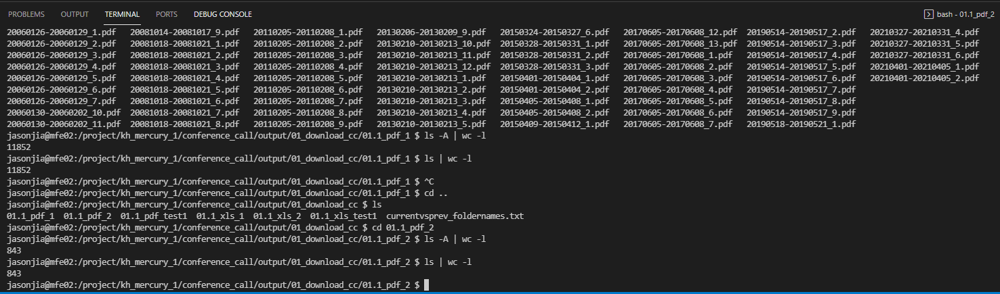 PROBLEMS OUTPUT TERMINAL PORTS DEBUG CONSOLE bash - 01.1_pdf_2
20060126-20060129_1.pdf 20081014-20081017_9.pdf 20110205-20110208_1.pdf 20130206-20130209_9.pdf 20150324-20150327_6.pdf 20170605-20170608_12.pdf 20190514-20190517_2.pdf 20210327-20210331_4.pdf
20060126-20060129_2.pdf 20081018-20081021_1.pdf 20110205-20110208_2.pdf 20130210-20130213_10.pdf 20150328-20150331_1.pdf 20170605-20170608_13.pdf 20190514-20190517_3.pdf 20210327-20210331_5.pdf
20060126-20060129_3.pdf 20081018-20081021_2.pdf 20110205-20110208_3.pdf 20130210-20130213_11.pdf 20150328-20150331_2.pdf 20170605-20170608_1.pdf 20190514-20190517_4.pdf 20210327-20210331_6.pdf
20060126-20060129_4.pdf 20081018-20081021_3.pdf 20110205-20110208_4.pdf 20130210-20130213_12.pdf 20150328-20150331_3.pdf 20170605-20170608_2.pdf 20190514-20190517_5.pdf 20210401-20210405_1.pdf
20060126-20060129_5.pdf 20081018-20081021_4.pdf 20110205-20110208_5.pdf 20130210-20130213_1.pdf 20150401-20150404_1.pdf 20170605-20170608_3.pdf 20190514-20190517_6.pdf 20210401-20210405_2.pdf
20060126-20060129_6.pdf 20081018-20081021_5.pdf 20110205-20110208_6.pdf 20130210-20130213_2.pdf 20150401-20150404_2.pdf 20170605-20170608_4.pdf 20190514-20190517_7.pdf
20060126-20060129_7.pdf 20081018-20081021_6.pdf 20110205-20110208_7.pdf 20130210-20130213_3.pdf 20150405-20150408_1.pdf 20170605-20170608_5.pdf 20190514-20190517_8.pdf
20060130-20060202_10.pdf 20081018-20081021_7.pdf 20110205-20110208_8.pdf 20130210-20130213_4.pdf 20150405-20150408_2.pdf 20170605-20170608_6.pdf 20190514-20190517_9.pdf
20060130-20060202_11.pdf 20081018-20081021_8.pdf 20110205-20110208_9.pdf 20130210-20130213_5.pdf 20150409-20150412_1.pdf 20170605-20170608_7.pdf 20190518-20190521_1.pdf
jasonjia@mfe02:/project/kh_mercury_1/conference_call/output/01_download_cc/01.1_pdf_1 $ ls -A | wc -l
11852
jasonjia@mfe02:/project/kh_mercury_1/conference_call/output/01_download_cc/01.1_pdf_1 $ ls | wc -l
11852
jasonjia@mfe02:/project/kh_mercury_1/conference_call/output/01_download_cc/01.1_pdf_1 $ ^C
jasonjia@mfe02:/project/kh_mercury_1/conference_call/output/01_download_cc/01.1_pdf_1 $ cd ..
jasonjia@mfe02:/project/kh_mercury_1/conference_call/output/01_download_cc $ ls
01.1_pdf_1 01.1_pdf_2 01.1_pdf_test1 01.1_xls_1 01.1_xls_2 01.1_xls_test1 currentvsprev_foldernames.txt
jasonjia@mfe02:/project/kh_mercury_1/conference_call/output/01_download_cc $ cd 01.1_pdf_2
jasonjia@mfe02:/project/kh_mercury_1/conference_call/output/01_download_cc/01.1_pdf_2 $ ls -A | wc -l
843
jasonjia@mfe02:/project/kh_mercury_1/conference_call/output/01_download_cc/01.1_pdf_2 $ ls | wc -l
843
jasonjia@mfe02:/project/kh_mercury_1/conference_call/output/01_download_cc/01.1_pdf_2 $